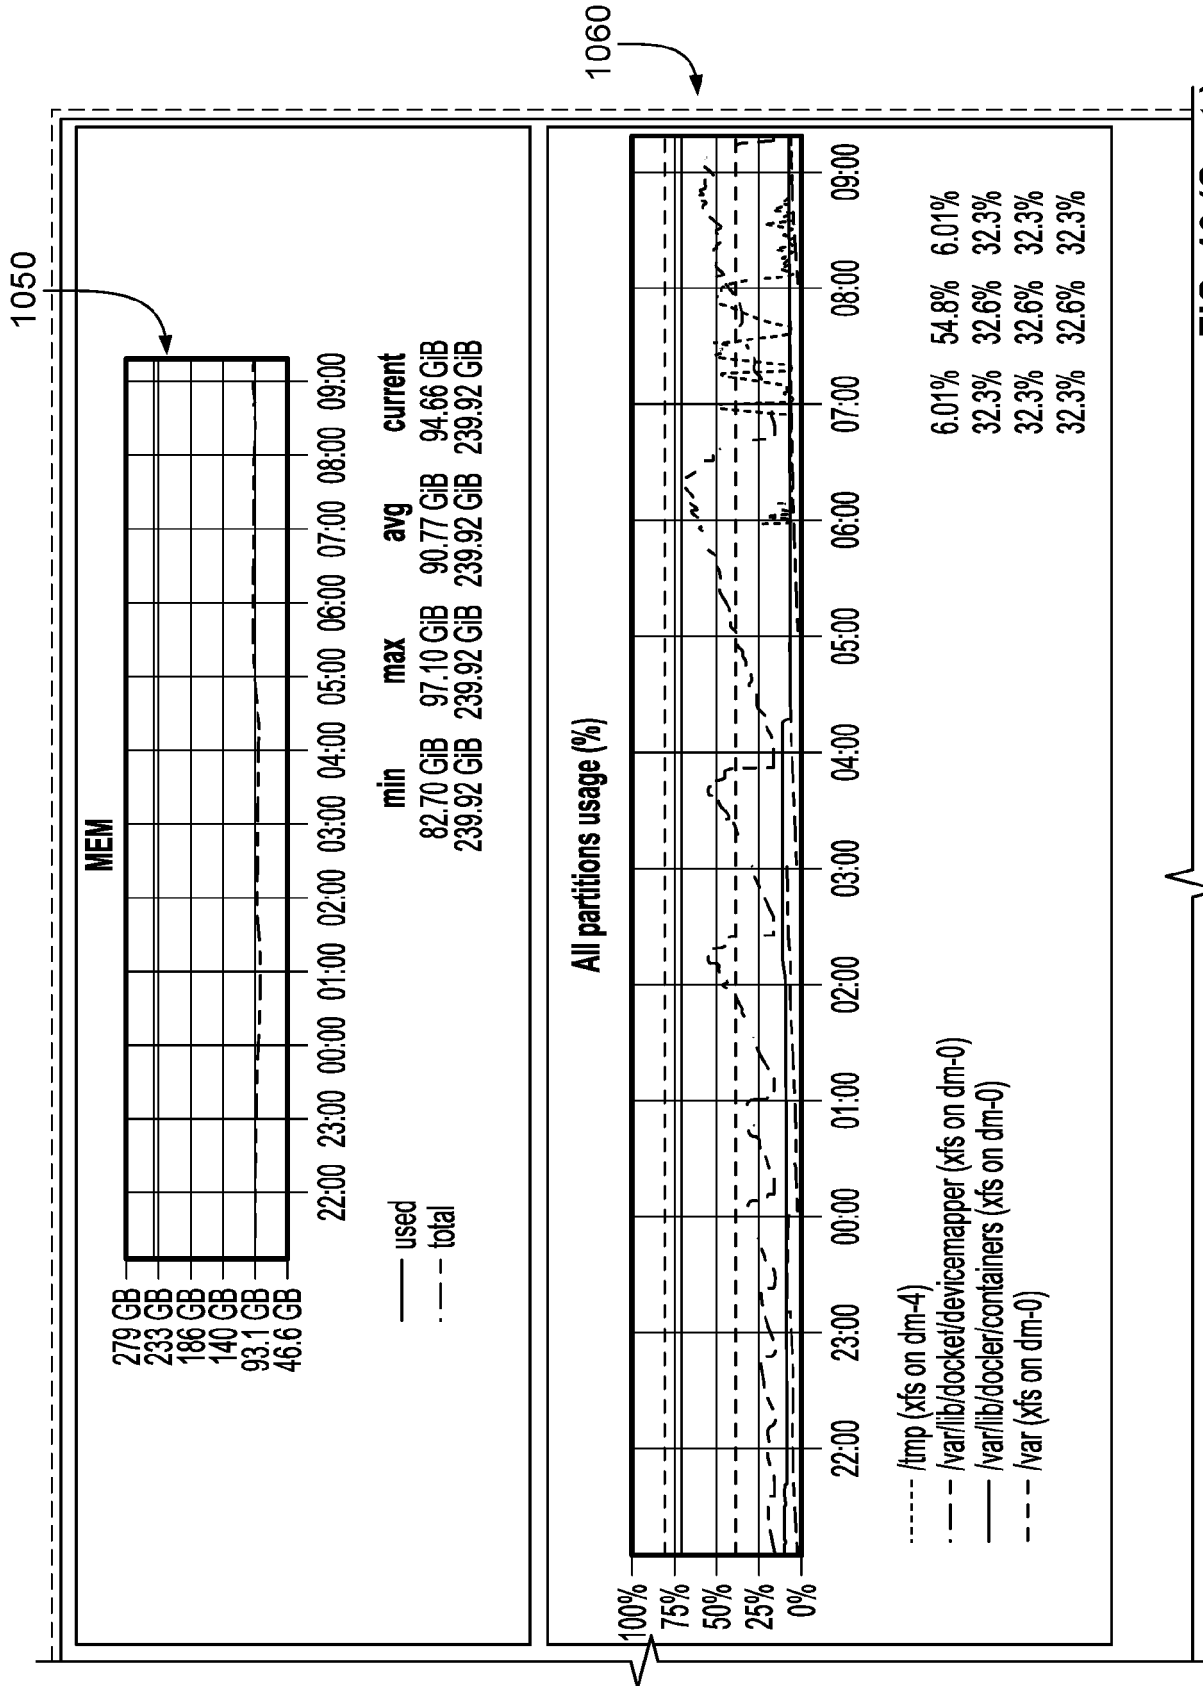 1050
MEM
279 GB
233 GB
186 GB
140 GB
93.1 GB
46.6 GB
22:00 23:00 00:00 01:00 02:00 03:00 04:00 05:00 06:00 07:00 08:00 09:00
min max avg current
used 82.70 GiB 97.10 GiB 90.77 GiB 94.66 GiB
total 239.92 GiB 239.92 GiB 239.92 GiB 239.92 GiB
1060
All partitions usage (%)
100%
75%
50%
25%
0%
22:00 23:00 00:00 01:00 02:00 03:00 04:00 05:00 06:00 07:00 08:00 09:00
/tmp (xfs on dm-4) 6.01% 54.8% 6.01%
/var/lib/docket/devicemapper (xfs on dm-0) 32.3% 32.6% 32.3%
/var/lib/docler/containers (xfs on dm-0) 32.3% 32.6% 32.3%
/var (xfs on dm-0) 32.3% 32.6% 32.3%